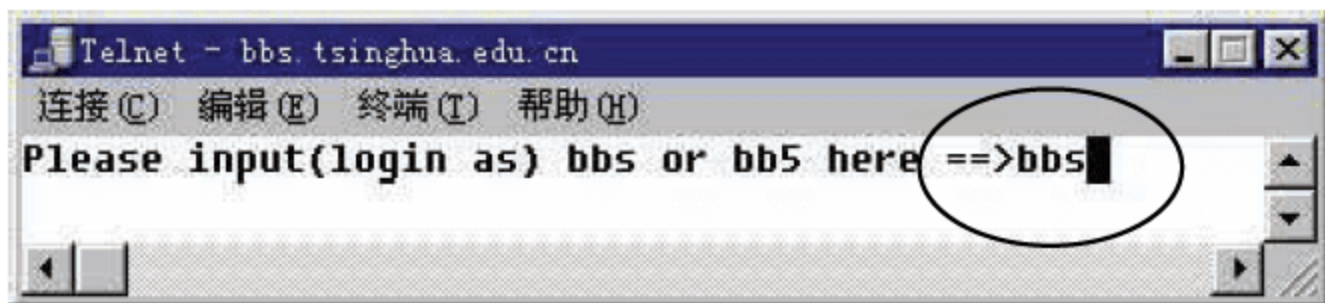 Telnet - bbs.tsinghua.edu.cn
连接(C) 编辑(E) 终端(T) 帮助(H)
Please input(login as) bbs or bb5 here ==>bbs